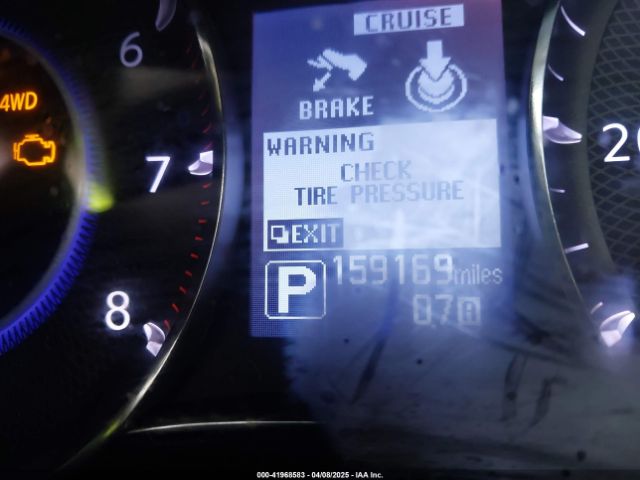 CRUISE
6
4WD
BRAKE
WARNING
CHECK
7
20
TIRE PRESSURE
EXIT
P
159169 miles
8
0.7 A
000-41968583 - 04/08/2025 - IAA Inc.